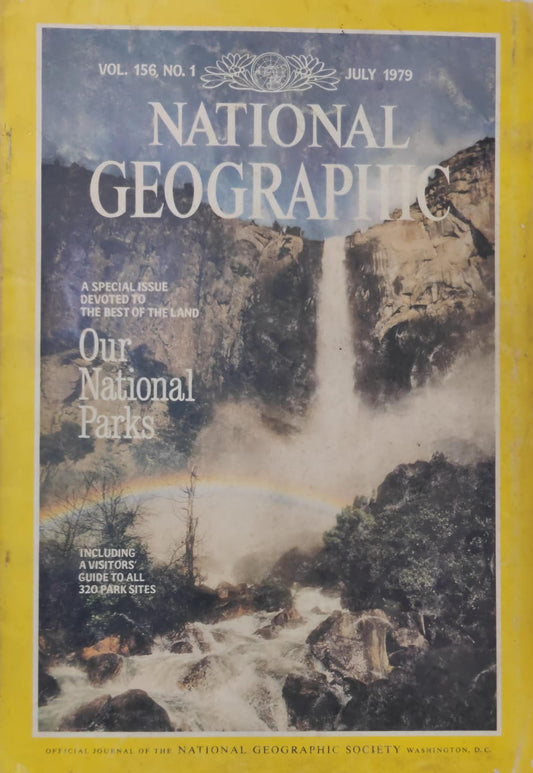 VOL. 156, NO. 1 JULY 1979
NATIONAL
GEOGRAPHIC
A SPECIAL ISSUE
DEVOTED TO
THE BEST OF THE LAND
Our
National
Parks
INCLUDING
A VISITORS'
GUIDE TO ALL
320 PARK SITES
OFFICIAL JOURNAL OF THE NATIONAL GEOGRAPHIC SOCIETY WASHINGTON, D.C.